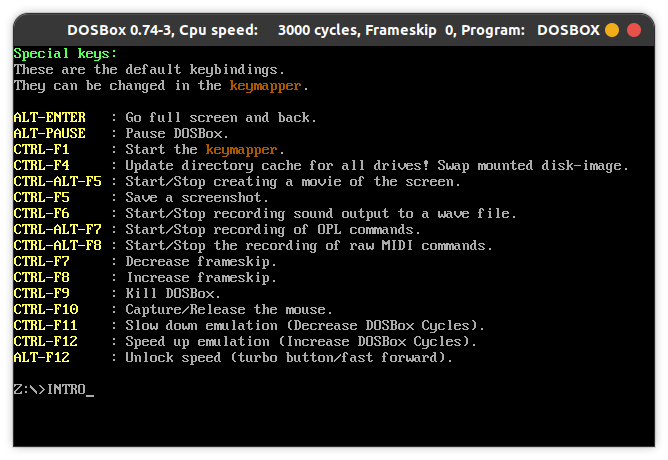 DOSBox 0.74-3, Cpu speed:    3000 cycles, Frameskip  0, Program:   DOSBOX
Special keys:
These are the default keybindings.
They can be changed in the keymapper.
ALT-ENTER   : Go full screen and back.
ALT-PAUSE   : Pause DOSBox.
CTRL-F1     : Start the keymapper.
CTRL-F4     : Update directory cache for all drives! Swap mounted disk-image.
CTRL-ALT-F5 : Start/Stop creating a movie of the screen.
CTRL-F5     : Save a screenshot.
CTRL-F6     : Start/Stop recording sound output to a wave file.
CTRL-ALT-F7 : Start/Stop recording of OPL commands.
CTRL-ALT-F8 : Start/Stop the recording of raw MIDI commands.
CTRL-F7     : Decrease frameskip.
CTRL-F8     : Increase frameskip.
CTRL-F9     : Kill DOSBox.
CTRL-F10    : Capture/Release the mouse.
CTRL-F11    : Slow down emulation (Decrease DOSBox Cycles).
CTRL-F12    : Speed up emulation (Increase DOSBox Cycles).
ALT-F12     : Unlock speed (turbo button/fast forward).
Z:\>INTRO_